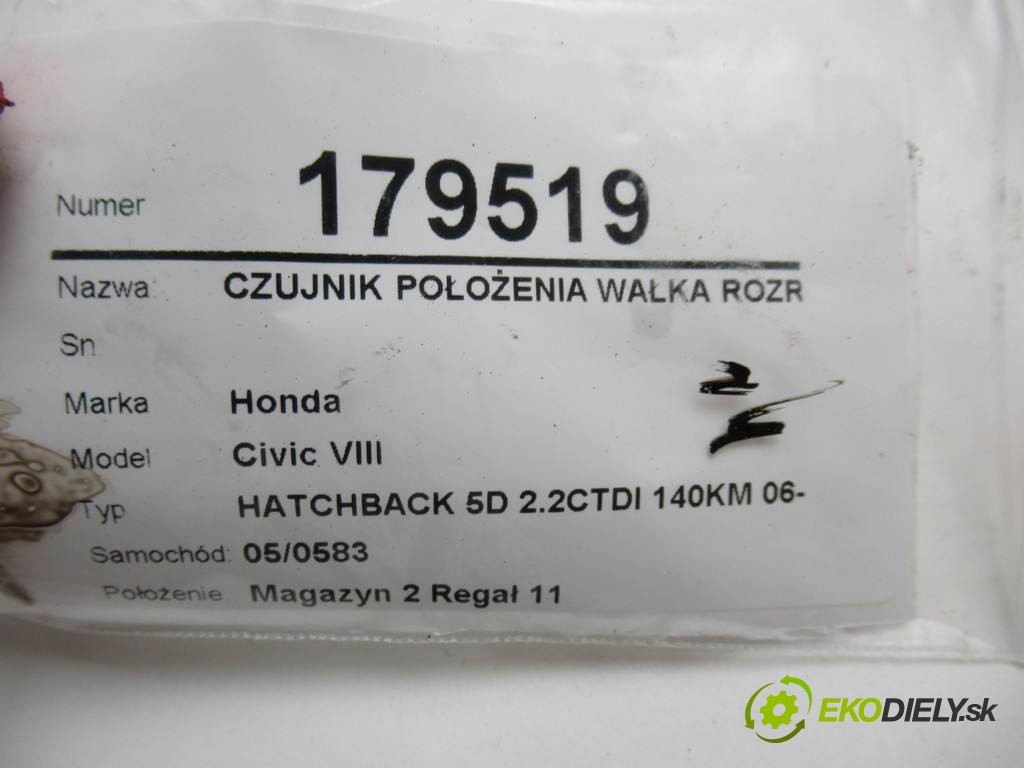 Numer 179519
Nazwa: CZUJNIK POŁOŻENIA WAŁKA ROZR
Sn
Marka Honda
Model Civic VIII
Typ HATCHBACK 5D 2.2CTDI 140KM 06-
Samochód: 05/0583
Położenie Magazyn 2 Regał 11
EKODIELY.sk